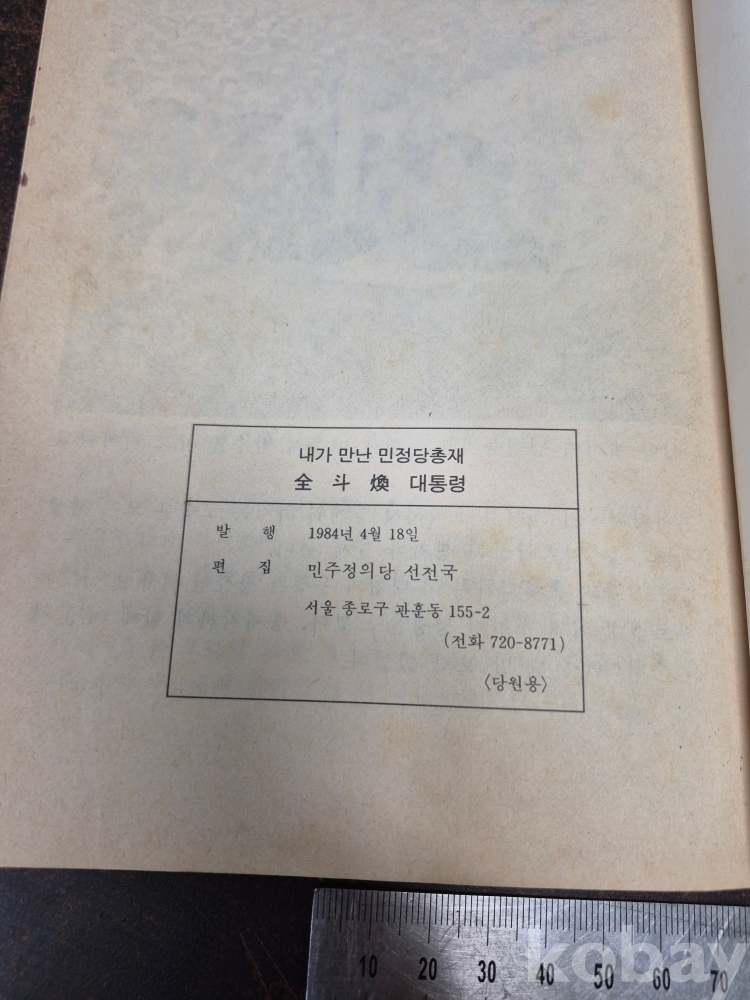 내가 만난 민정당총재
全 斗 煥 대통령
발 행 1984년 4월 18일
편 집 민주정의당 선전국
서울 종로구 관훈동 155-2
(전화 720-8771)
〈당원용〉
10 20 30 40 50 60 70
kobay